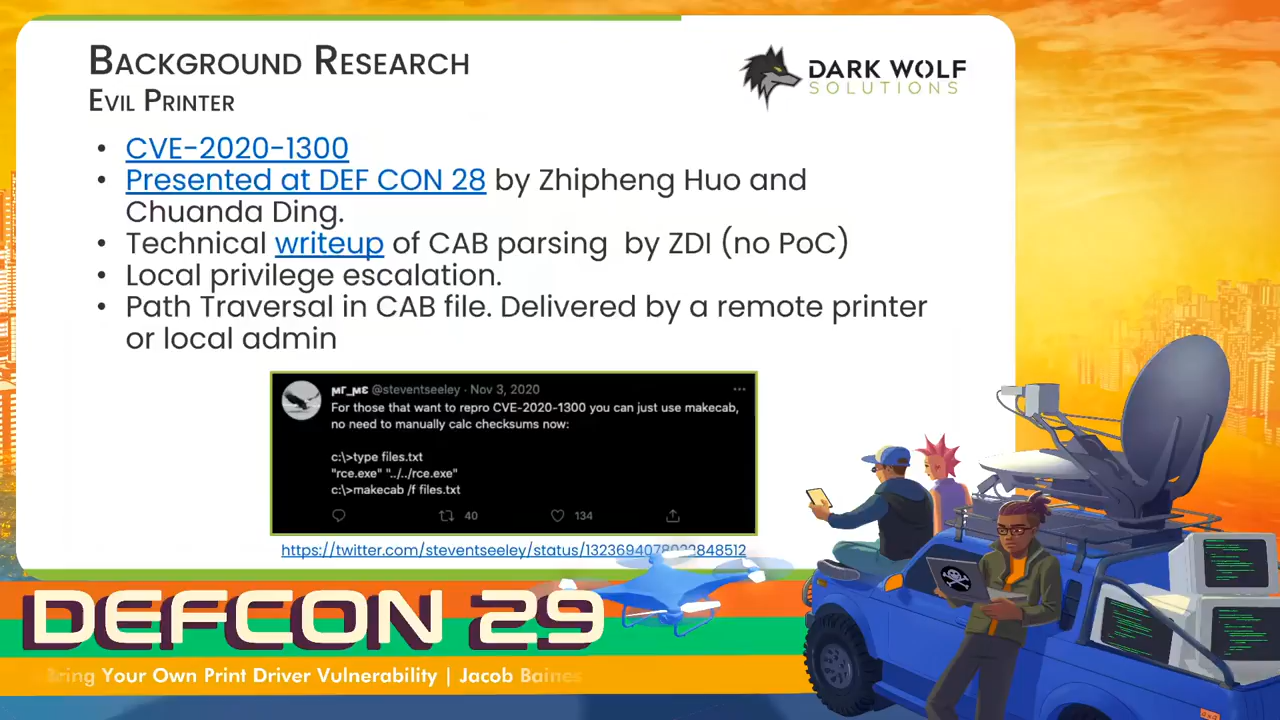 Background Research
Evil Printer
DARK WOLF
SOLUTIONS
• CVE-2020-1300
• Presented at DEF CON 28 by Zhipheng Huo and
Chuanda Ding.
• Technical writeup of CAB parsing by ZDI (no PoC)
• Local privilege escalation.
• Path Traversal in CAB file. Delivered by a remote printer
or local admin
мг_мε @steventseeley · Nov 3, 2020
For those that want to repro CVE-2020-1300 you can just use makecab,
no need to manually calc checksums now:
c:\>type files.txt
"rce.exe" "../../rce.exe"
c:\>makecab /f files.txt
40
134
DEFCON 29
Bring Your Own Print Driver Vulnerability | Jacob Baines